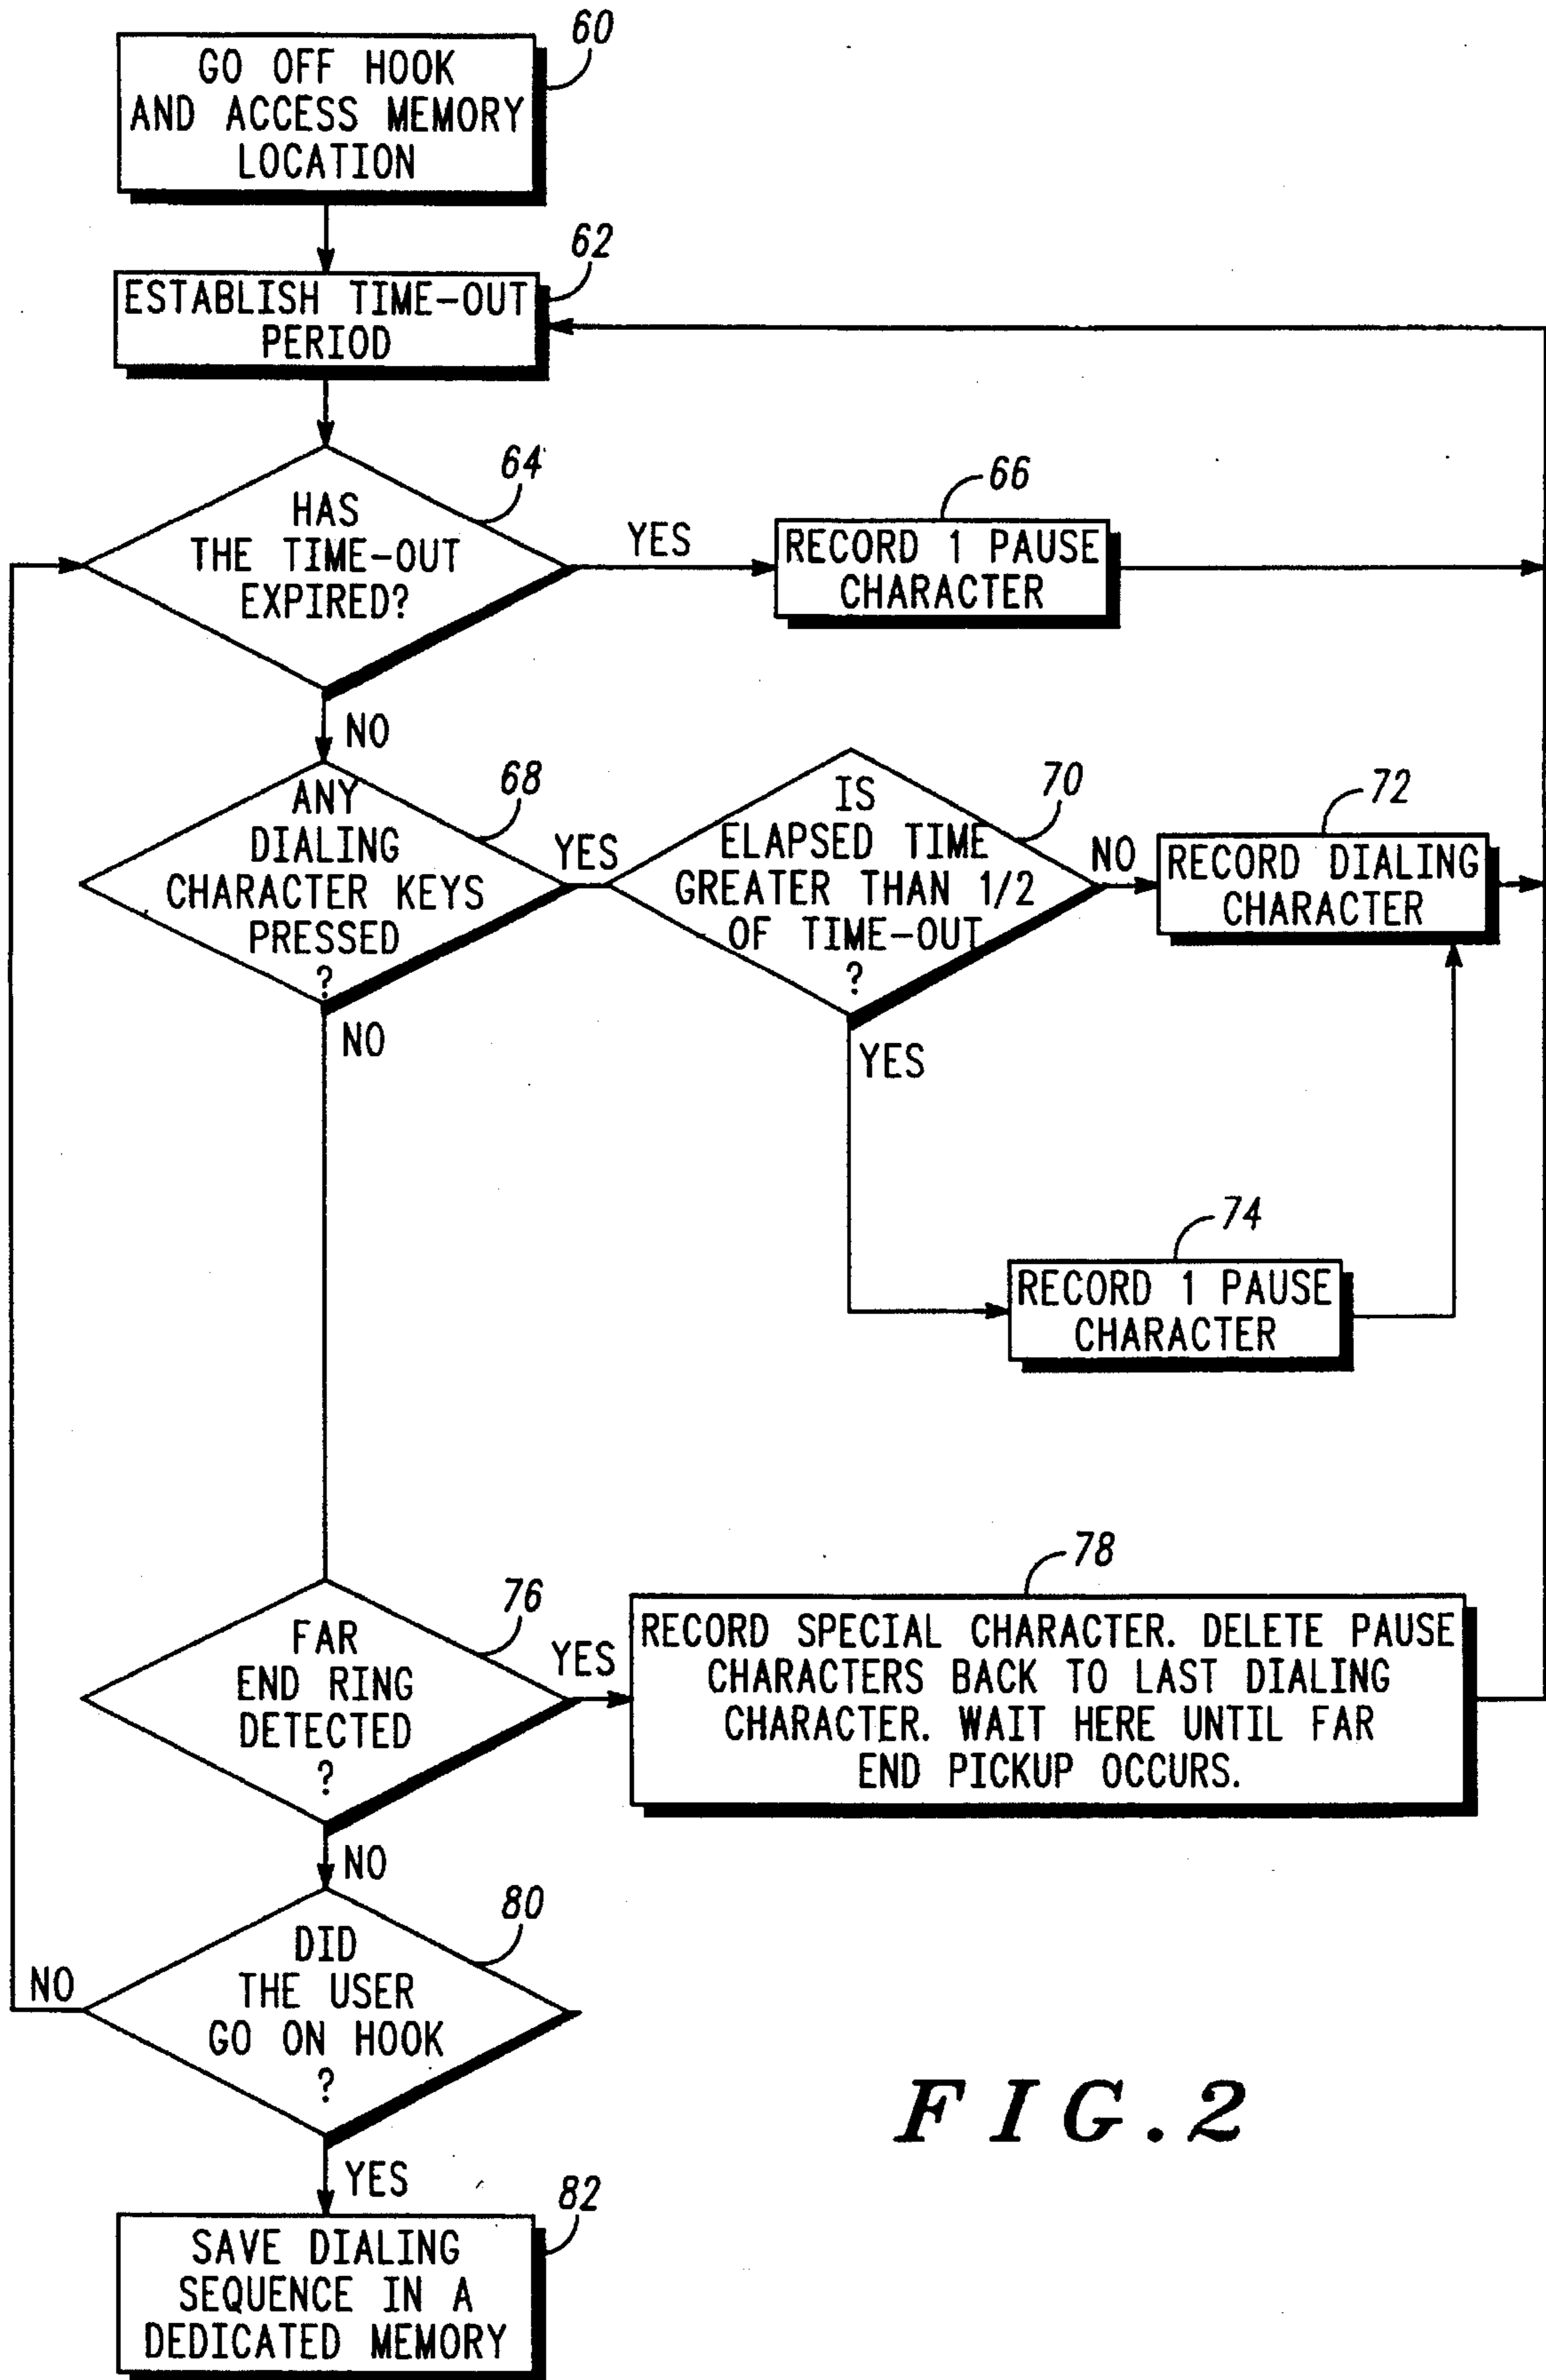 60
GO OFF HOOK
AND ACCESS MEMORY
LOCATION
62
ESTABLISH TIME-OUT
PERIOD
64
HAS
THE TIME-OUT
EXPIRED?
YES
66
RECORD 1 PAUSE
CHARACTER
NO
68
ANY
DIALING
CHARACTER KEYS
PRESSED
?
YES
70
IS
ELAPSED TIME
GREATER THAN 1/2
OF TIME-OUT
?
NO
72
RECORD DIALING
CHARACTER
NO
YES
74
RECORD 1 PAUSE
CHARACTER
76
FAR
END RING
DETECTED
?
YES
78
RECORD SPECIAL CHARACTER. DELETE PAUSE
CHARACTERS BACK TO LAST DIALING
CHARACTER. WAIT HERE UNTIL FAR
END PICKUP OCCURS.
NO
80
DID
THE USER
GO ON HOOK
?
NO
YES
82
SAVE DIALING
SEQUENCE IN A
DEDICATED MEMORY
FIG.2